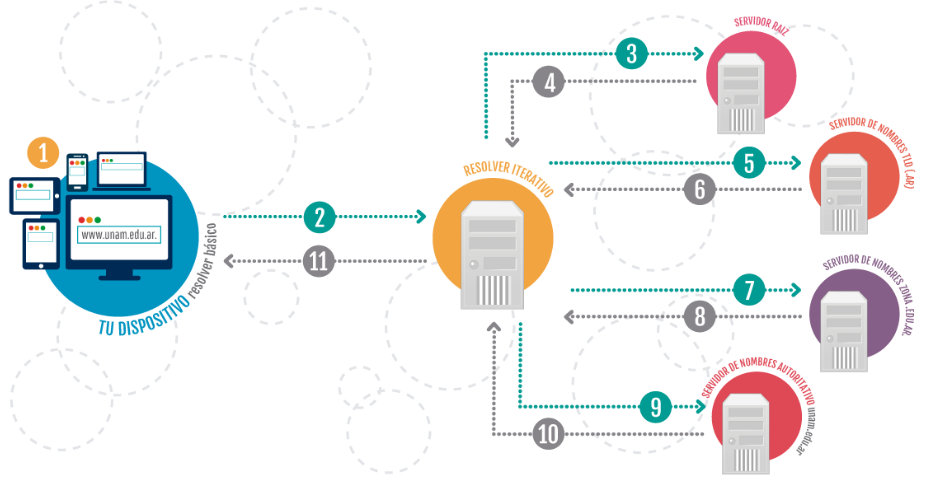 1
www.unam.edu.ar.
TU DISPOSITIVO resolver básico
2
11
RESOLVER ITERATIVO
3
4
SERVIDOR RAIZ
5
6
SERVIDOR DE NOMBRES TLD (.AR)
7
8
SERVIDOR DE NOMBRES ZONA .EDU.AR.
9
10
SERVIDOR DE NOMBRES AUTORITATIVO unam.edu.ar